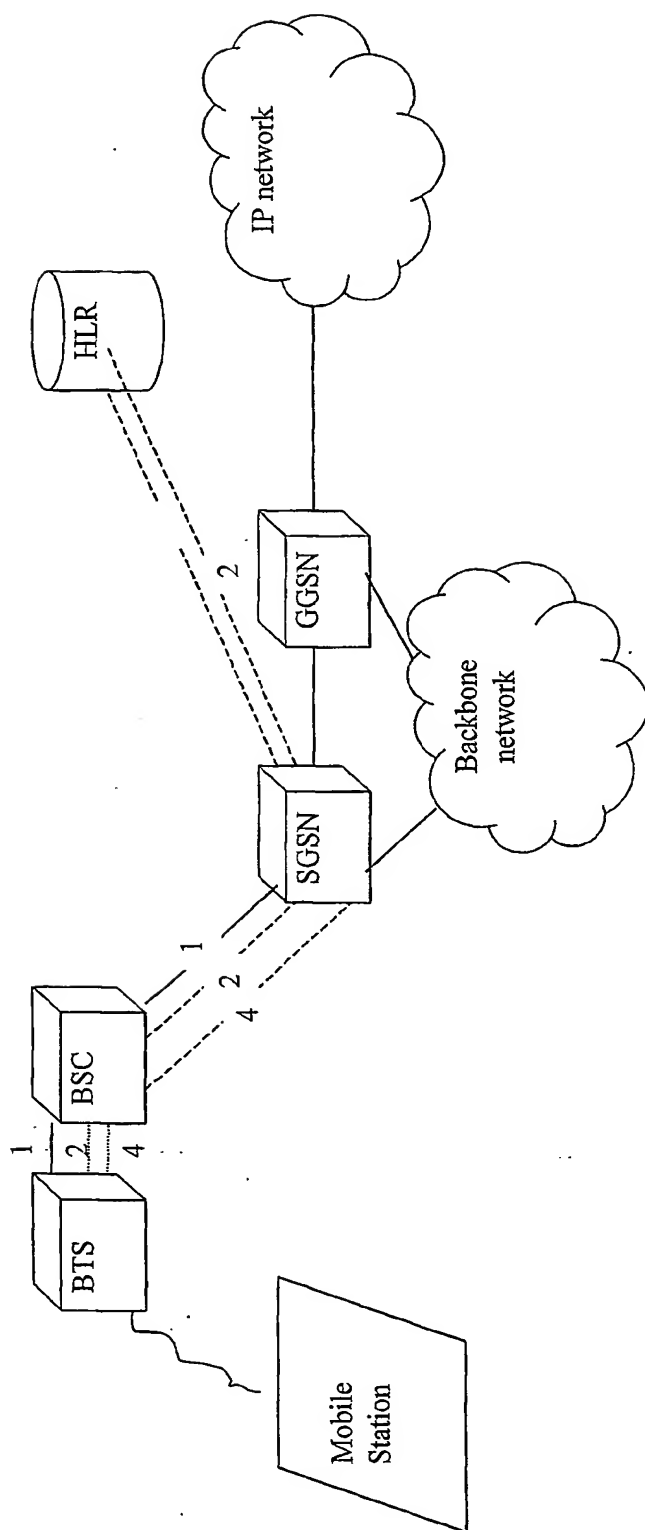 Mobile
Station
BTS
1
2
4
BSC
1
2
4
SGSN
2
GGSN
HLR
Backbone
network
IP network